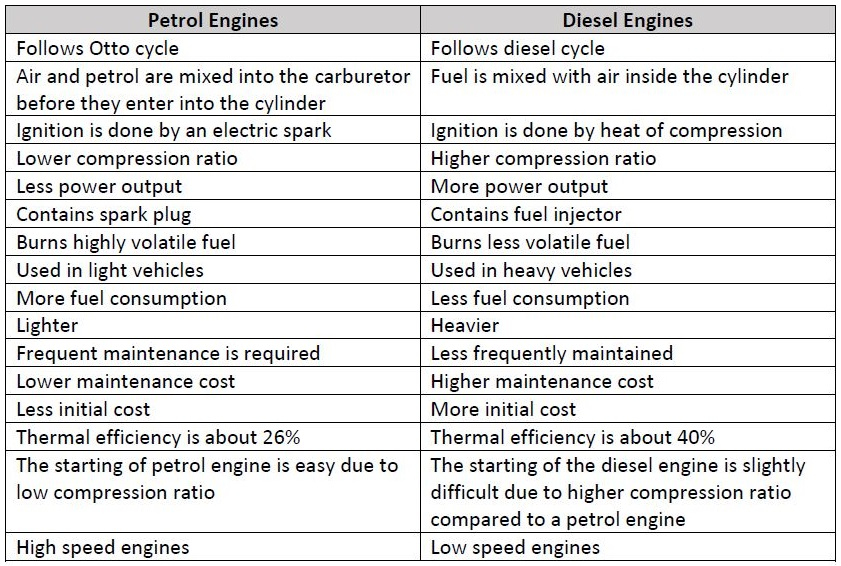 Petrol Engines
Diesel Engines
Follows Otto cycle
Follows diesel cycle
Air and petrol are mixed into the carburetor
before they enter into the cylinder
Fuel is mixed with air inside the cylinder
Ignition is done by an electric spark
Ignition is done by heat of compression
Lower compression ratio
Higher compression ratio
Less power output
More power output
Contains spark plug
Contains fuel injector
Burns highly volatile fuel
Burns less volatile fuel
Used in light vehicles
Used in heavy vehicles
More fuel consumption
Less fuel consumption
Lighter
Heavier
Frequent maintenance is required
Less frequently maintained
Lower maintenance cost
Higher maintenance cost
Less initial cost
More initial cost
Thermal efficiency is about 26%
Thermal efficiency is about 40%
The starting of petrol engine is easy due to
low compression ratio
The starting of the diesel engine is slightly
difficult due to higher compression ratio
compared to a petrol engine
High speed engines
Low speed engines